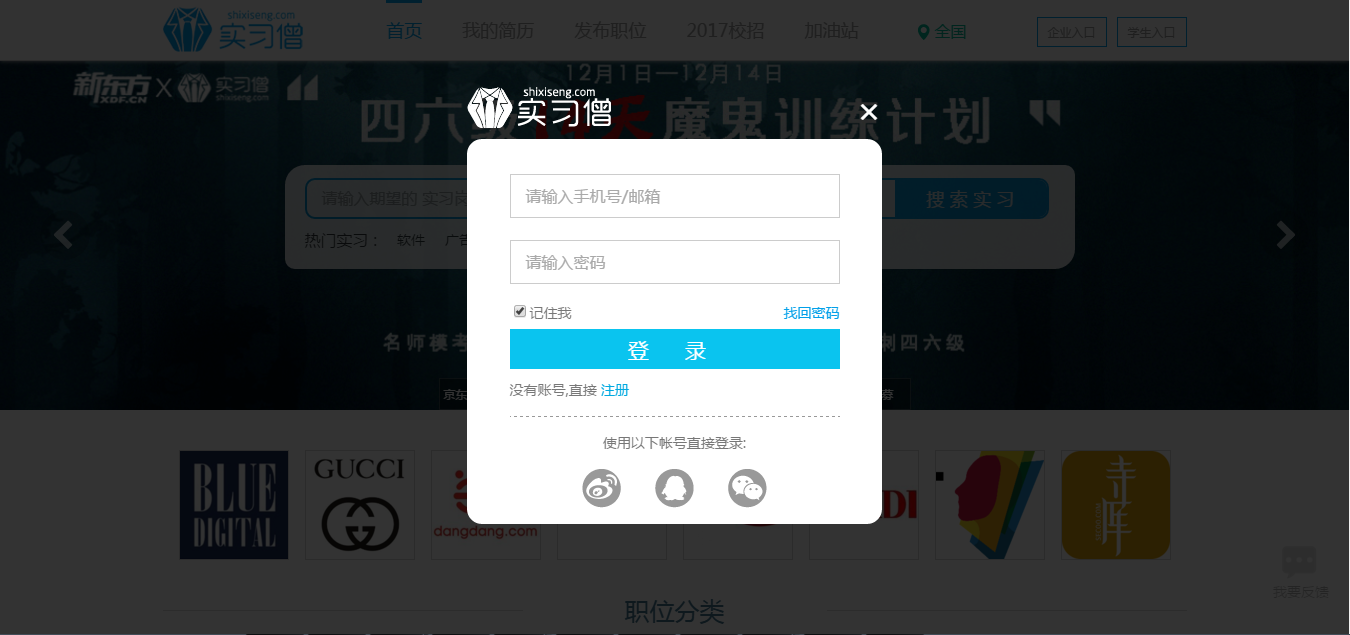 shixiseng.com
实习僧
首页 我的简历 发布职位 2017校招 加油站 全国 企业入口 学生入口
12月1日—12月14日
新东方 XDF.CN X 实习僧 shixiseng.com
四六级 魔鬼训练计划
shixiseng.com
实习僧
请输入手机号/邮箱
请输入期望的 实习岗
搜索实习
热门实习： 软件 广告
请输入密码
记住我 找回密码
登 录
名师模考
刺四六级
没有账号,直接 注册
京东
募
使用以下帐号直接登录:
BLUE DIGITAL
GUCCI
dangdang.com
DI
寺库
我要反馈
职位分类